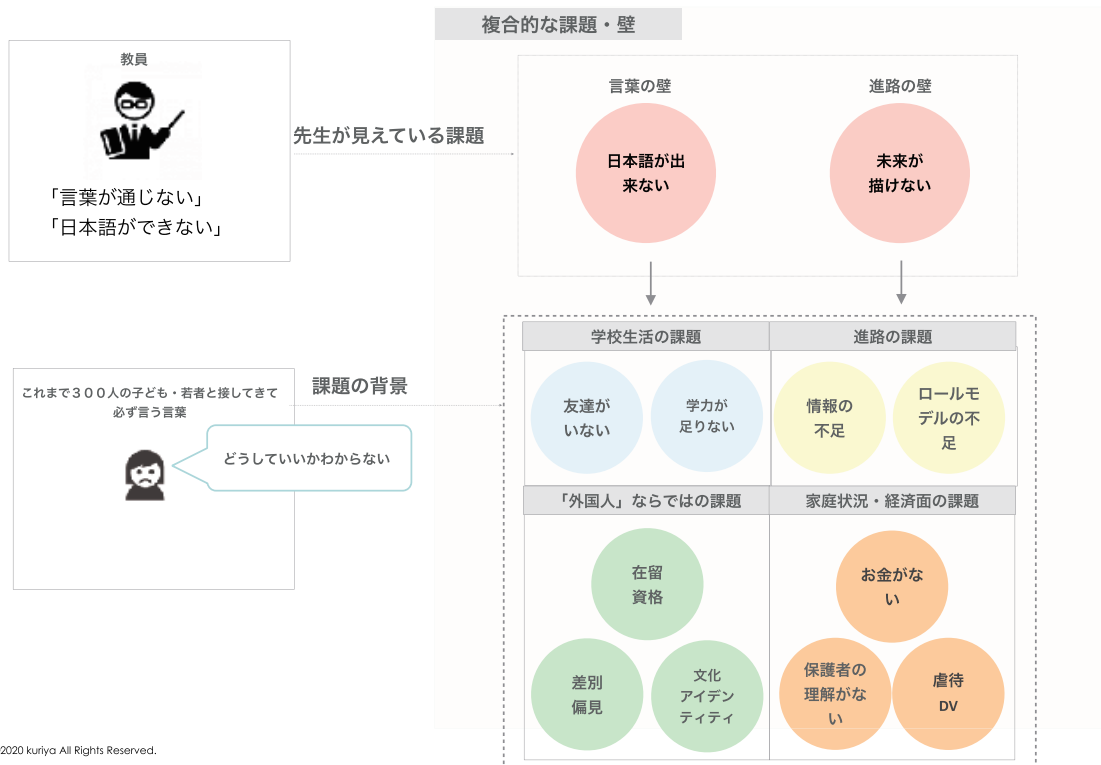 複合的な課題・壁
教員
「言葉が通じない」
「日本語ができない」
先生が見えている課題
言葉の壁
日本語が出
来ない
進路の壁
未来が
描けない
これまで３００人の子ども・若者と接してきて
必ず言う言葉
どうしていいかわからない
課題の背景
学校生活の課題
友達が
いない
学力が
足りない
進路の課題
情報の
不足
ロールモ
デルの不
足
「外国人」ならではの課題
在留
資格
差別
偏見
文化
アイデン
ティティ
家庭状況・経済面の課題
お金がな
い
保護者の
理解がな
い
虐待
DV
2020 kuriya All Rights Reserved.